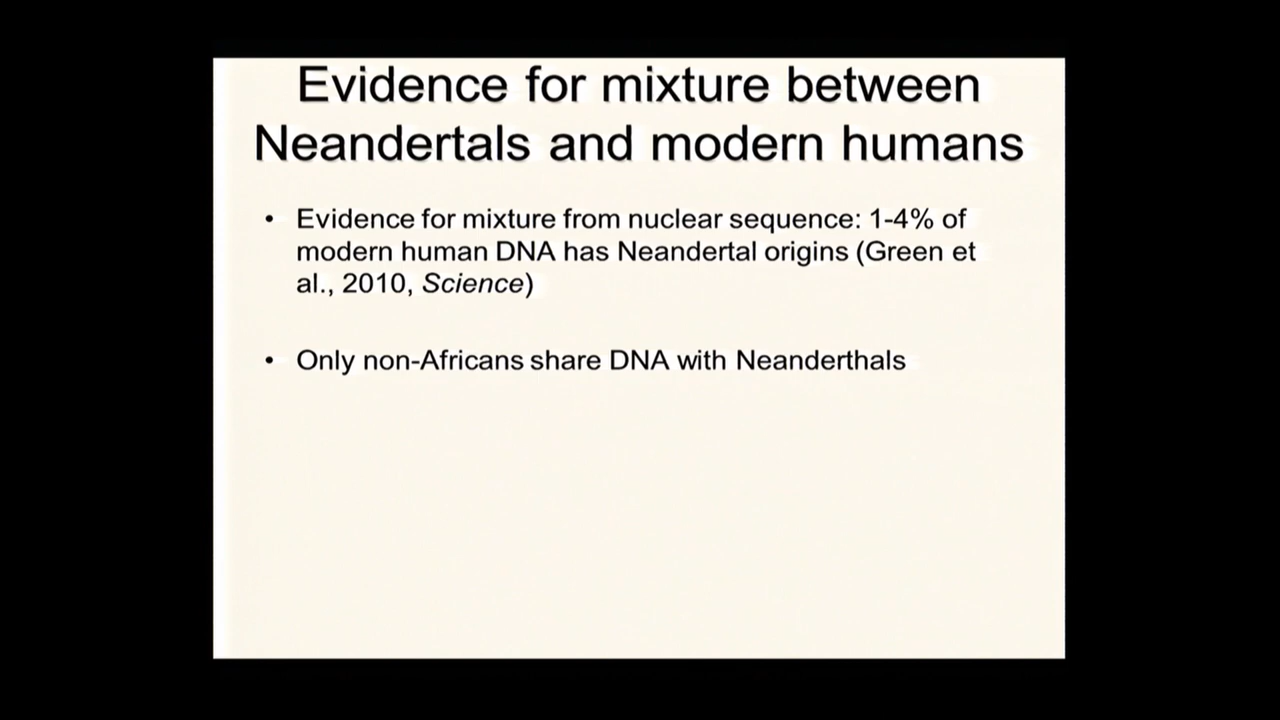 Evidence for mixture between
Neandertals and modern humans
• Evidence for mixture from nuclear sequence: 1-4% of
modern human DNA has Neandertal origins (Green et
al., 2010, Science)
• Only non-Africans share DNA with Neanderthals